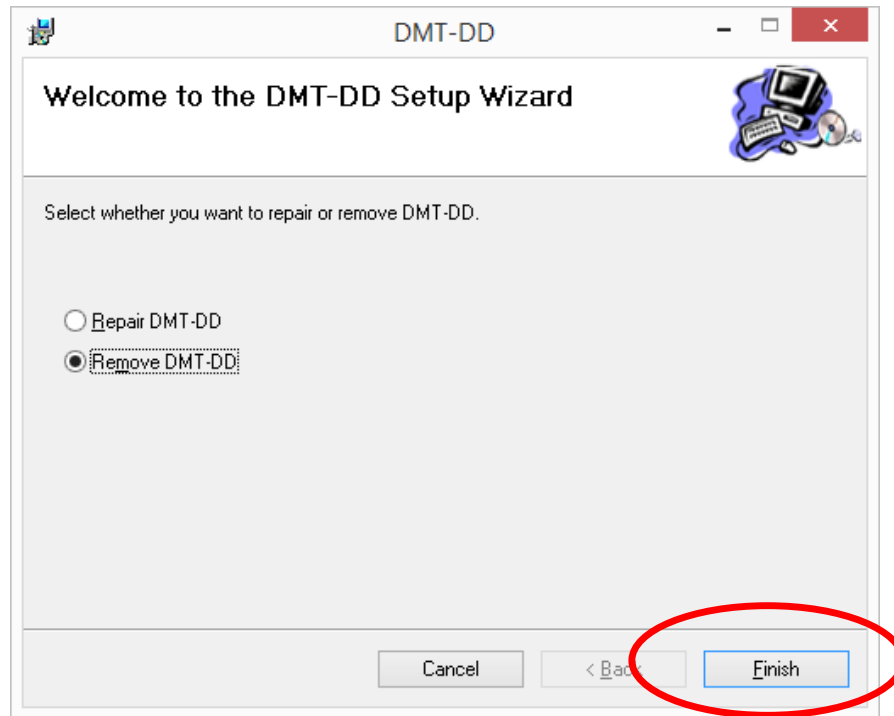 DMT-DD
Welcome to the DMT-DD Setup Wizard
Select whether you want to repair or remove DMT-DD.
Repair DMT-DD
Remove DMT-DD
Cancel
< Back
Finish